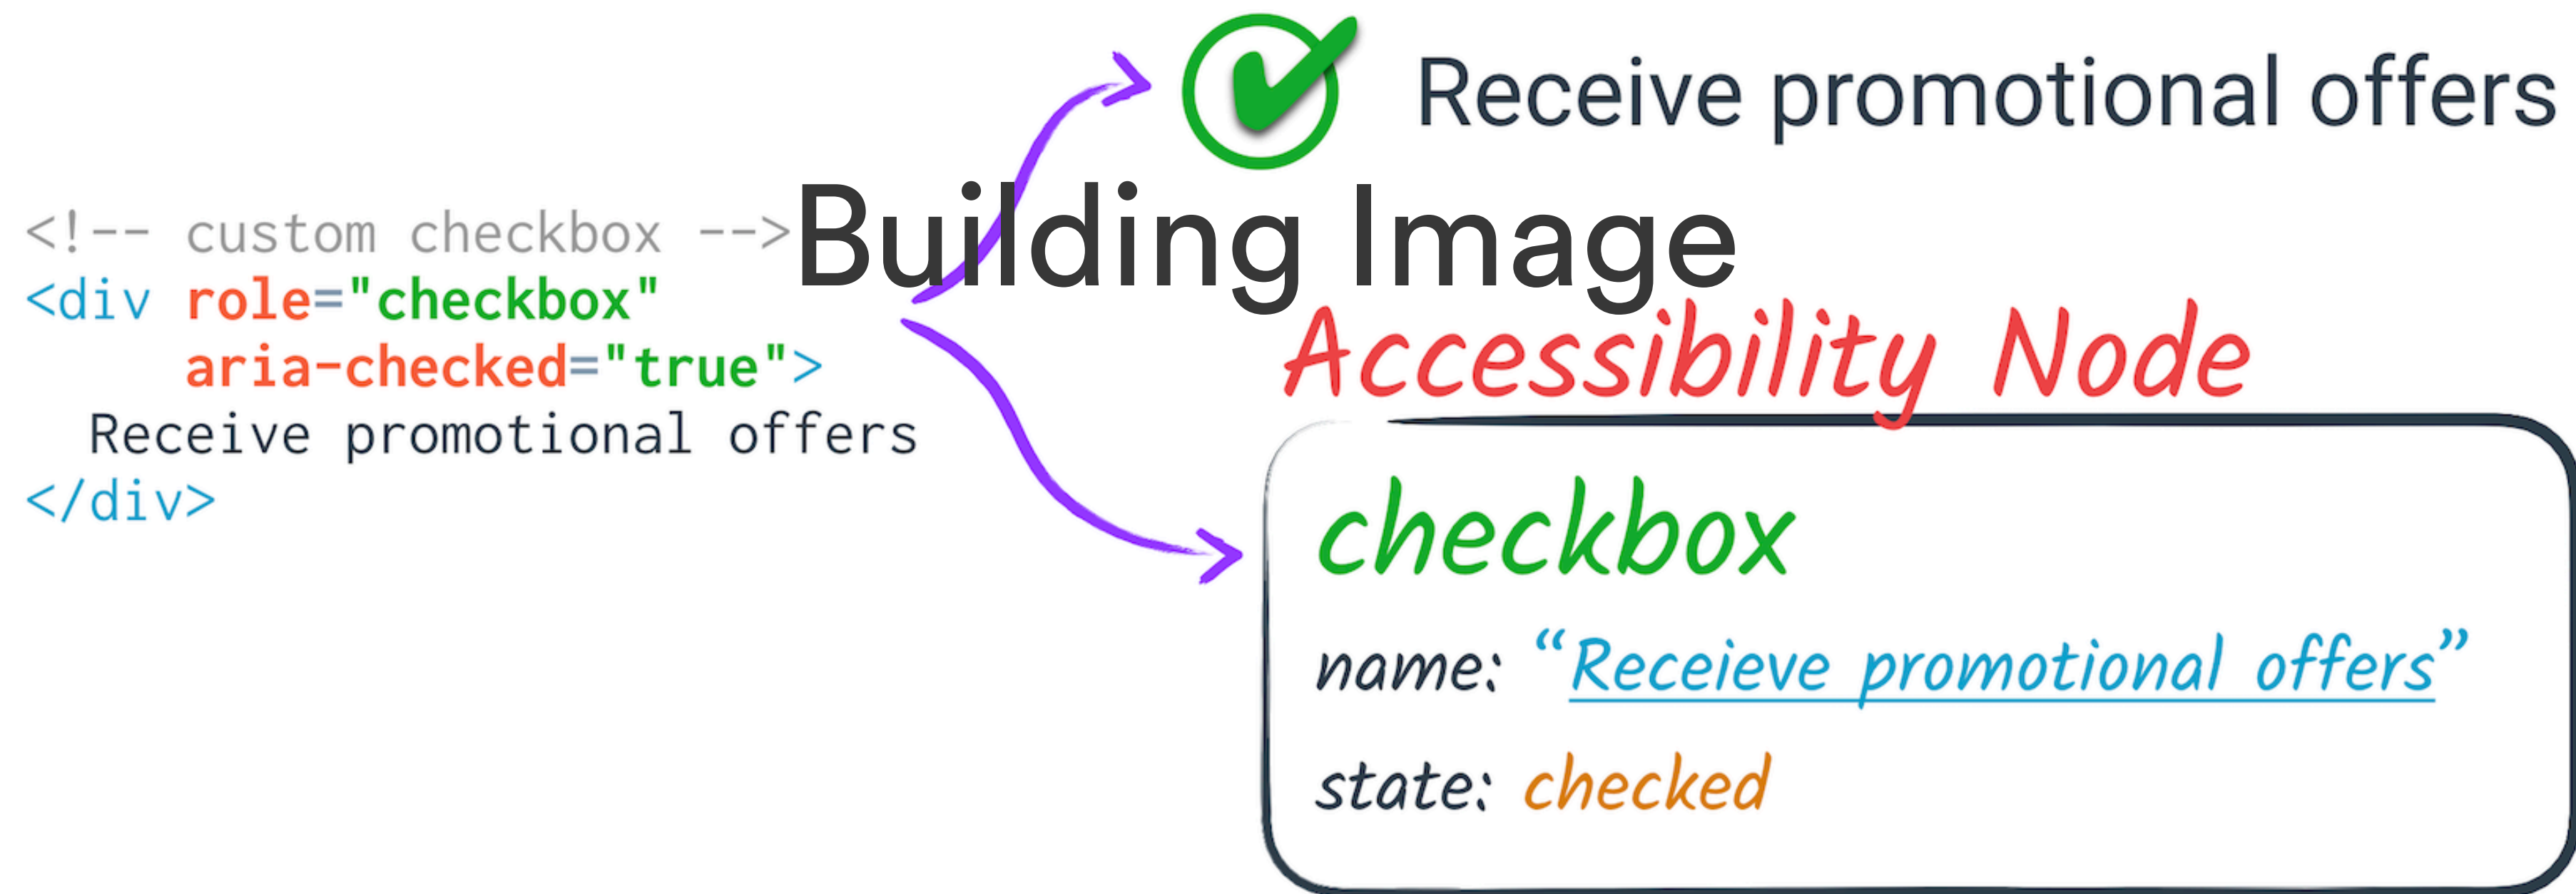 Receive promotional offers
Building Image
<!-- custom checkbox -->
<div role="checkbox"
aria-checked="true">
Receive promotional offers
</div>
Accessibility Node
checkbox
name: “Receieve promotional offers”
state: checked